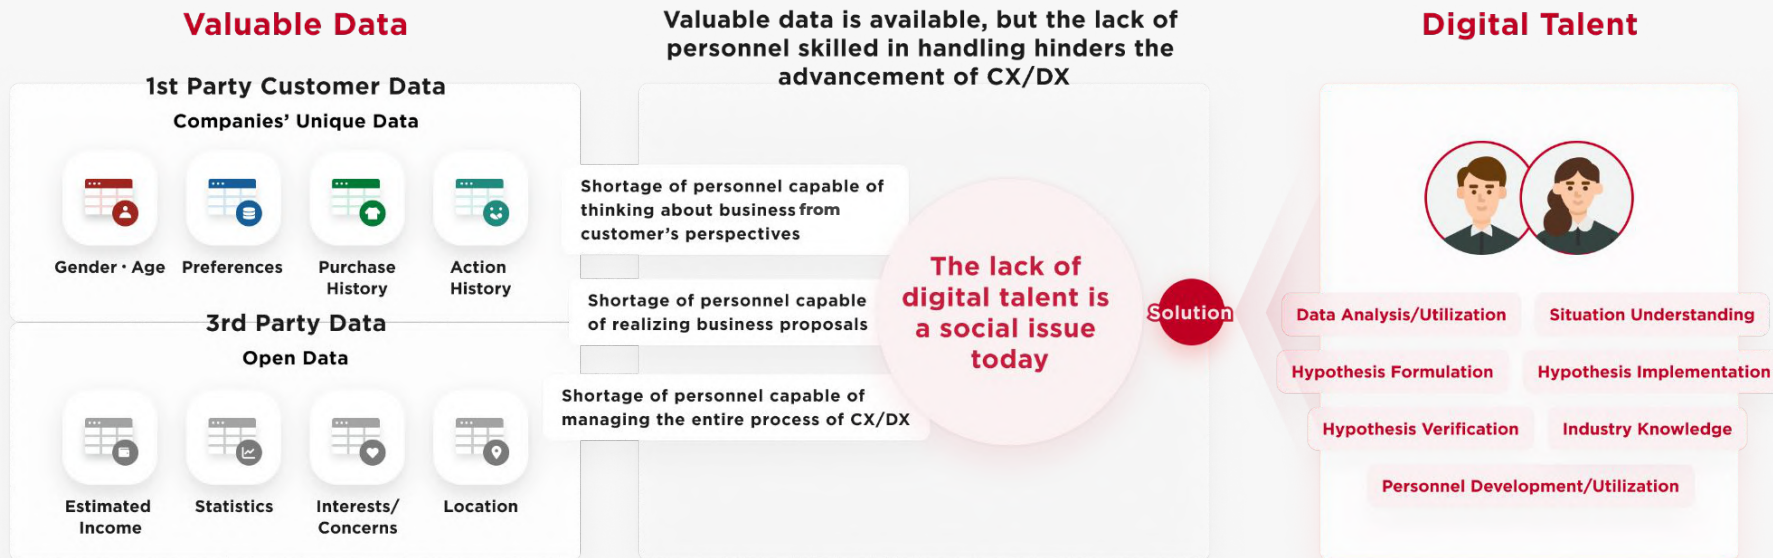 Valuable Data
1st Party Customer Data
Companies’ Unique Data
Gender · Age
Preferences
Purchase
History
Action
History
3rd Party Data
Open Data
Estimated
Income
Statistics
Interests/
Concerns
Location
Valuable data is available, but the lack of
personnel skilled in handling hinders the
advancement of CX/DX
Shortage of personnel capable of
thinking about business from
customer’s perspectives
Shortage of personnel capable
of realizing business proposals
Shortage of personnel capable of
managing the entire process of CX/DX
The lack of
digital talent is
a social issue
today
Solution
Digital Talent
Data Analysis/Utilization
Situation Understanding
Hypothesis Formulation
Hypothesis Implementation
Hypothesis Verification
Industry Knowledge
Personnel Development/Utilization